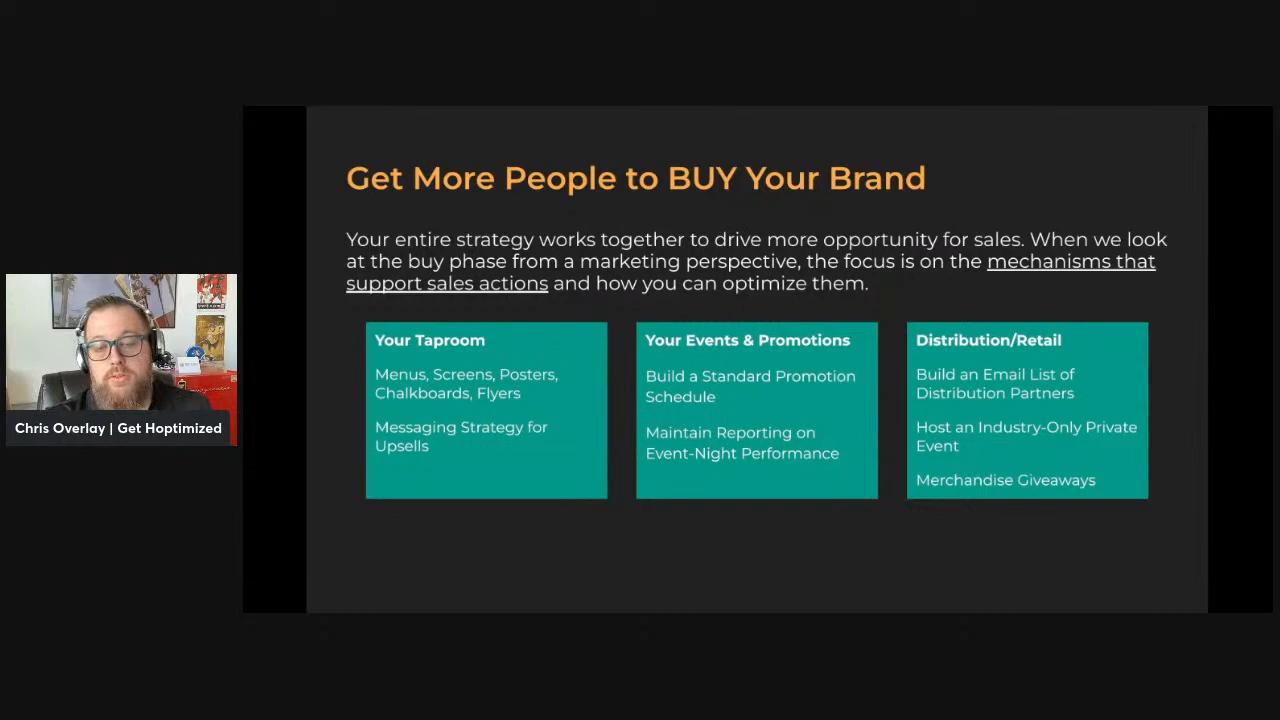 Get More People to BUY Your Brand
Your entire strategy works together to drive more opportunity for sales. When we look
at the buy phase from a marketing perspective, the focus is on the mechanisms that
support sales actions and how you can optimize them.
Your Taproom
Menus, Screens, Posters,
Chalkboards, Flyers
Messaging Strategy for
Upsells
Your Events & Promotions
Build a Standard Promotion
Schedule
Maintain Reporting on
Event-Night Performance
Distribution/Retail
Build an Email List of
Distribution Partners
Host an Industry-Only Private
Event
Merchandise Giveaways
Chris Overlay | Get Hoptimized